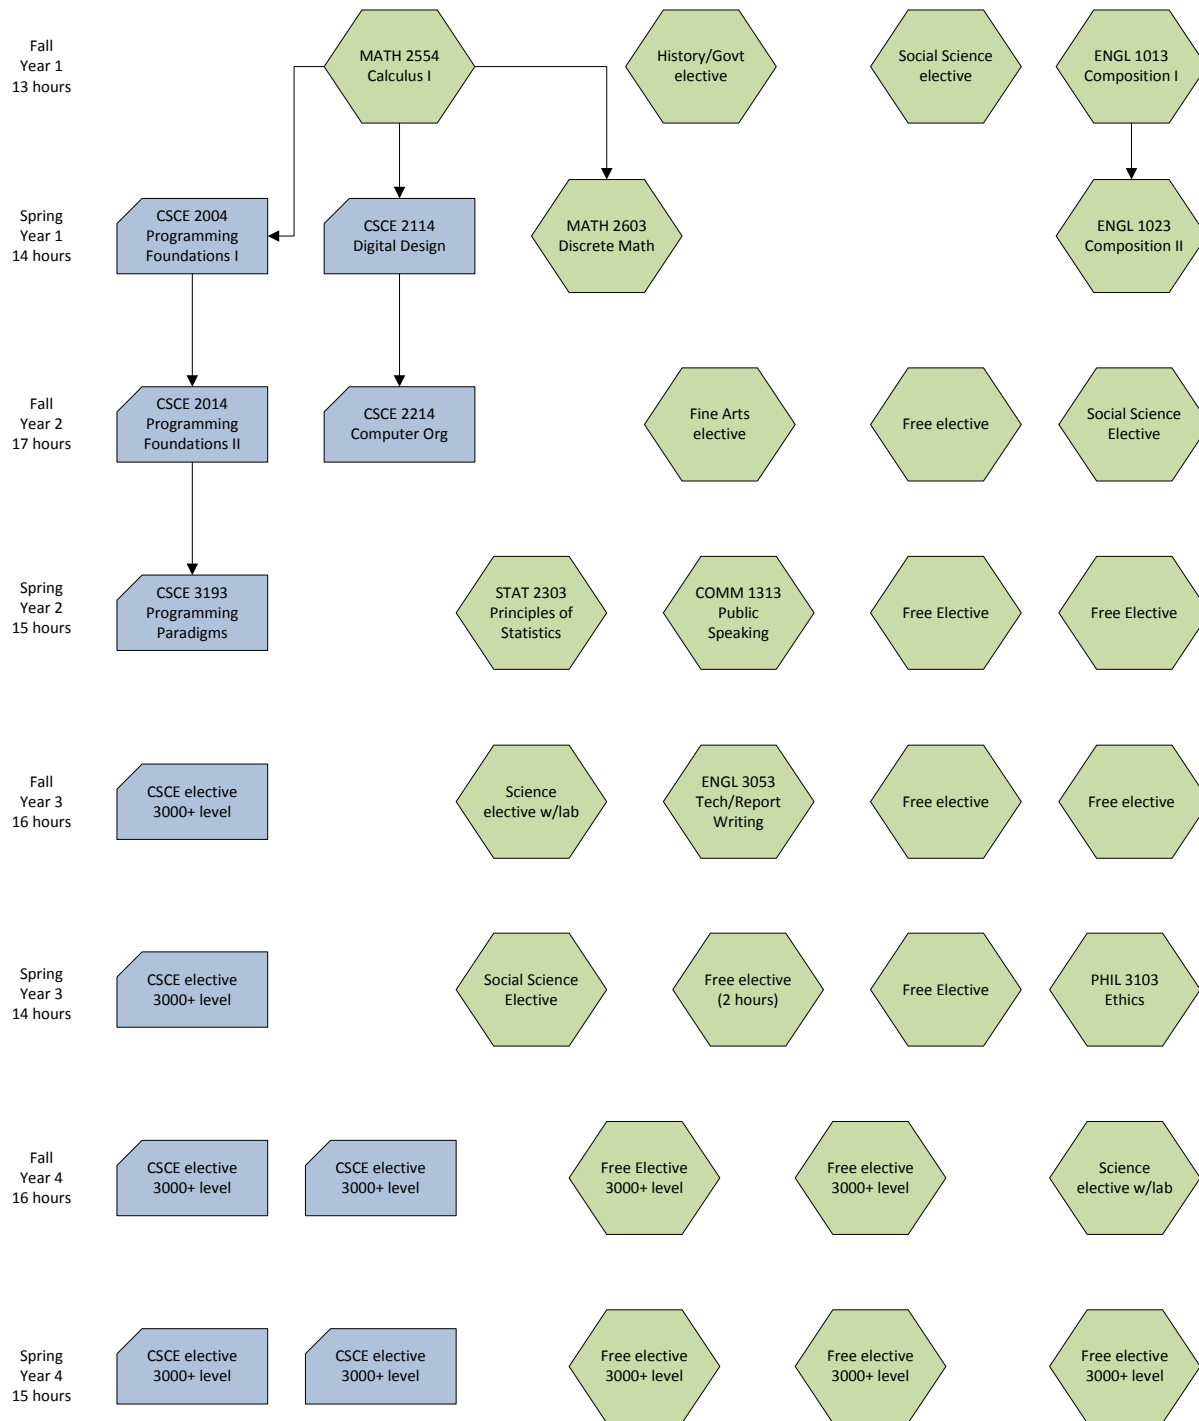 Fall
Year 1
13 hours
MATH 2554
Calculus I
History/Govt
elective
Social Science
elective
ENGL 1013
Composition I
Spring
Year 1
14 hours
CSCE 2004
Programming
Foundations I
CSCE 2114
Digital Design
MATH 2603
Discrete Math
ENGL 1023
Composition II
Fall
Year 2
17 hours
CSCE 2014
Programming
Foundations II
CSCE 2214
Computer Org
Fine Arts
elective
Free elective
Social Science
Elective
Spring
Year 2
15 hours
CSCE 3193
Programming
Paradigms
STAT 2303
Principles of
Statistics
COMM 1313
Public
Speaking
Free Elective
Free Elective
Fall
Year 3
16 hours
CSCE elective
3000+ level
Science
elective w/lab
ENGL 3053
Tech/Report
Writing
Free elective
Free elective
Spring
Year 3
14 hours
CSCE elective
3000+ level
Social Science
Elective
Free elective
(2 hours)
Free Elective
PHIL 3103
Ethics
Fall
Year 4
16 hours
CSCE elective
3000+ level
CSCE elective
3000+ level
Free Elective
3000+ level
Free elective
3000+ level
Science
elective w/lab
Spring
Year 4
15 hours
CSCE elective
3000+ level
CSCE elective
3000+ level
Free elective
3000+ level
Free elective
3000+ level
Free elective
3000+ level